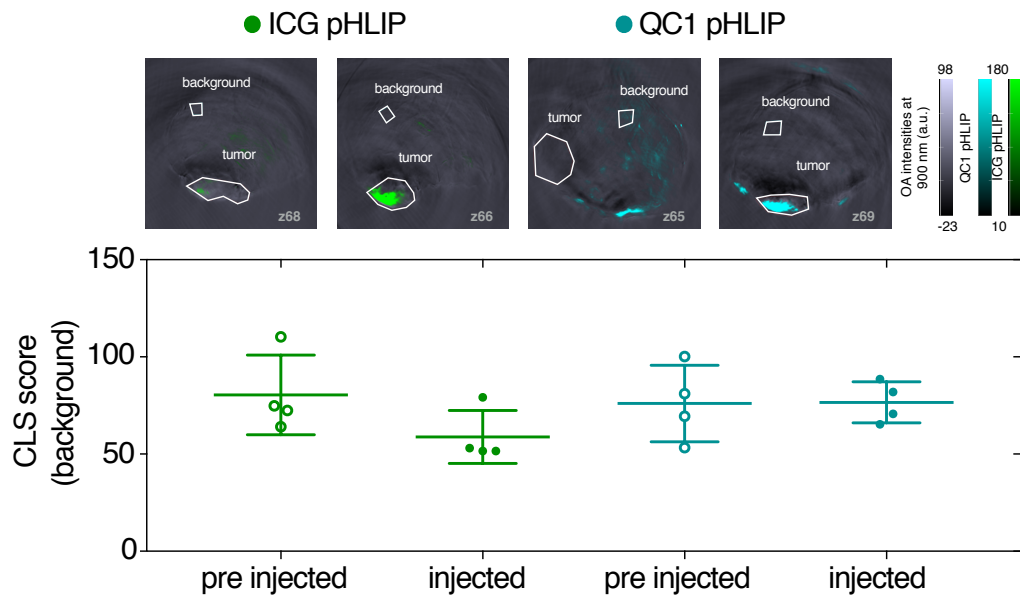 ICG pHLIP
QC1 pHLIP
background
tumor
z68
background
tumor
z66
background
tumor
z65
background
tumor
z69
OA intensities at
900 nm (a.u.)
98
-23
QC1 pHLIP
ICG pHLIP
180
10
CLS score
(background)
150
100
50
0
pre injected
injected
pre injected
injected